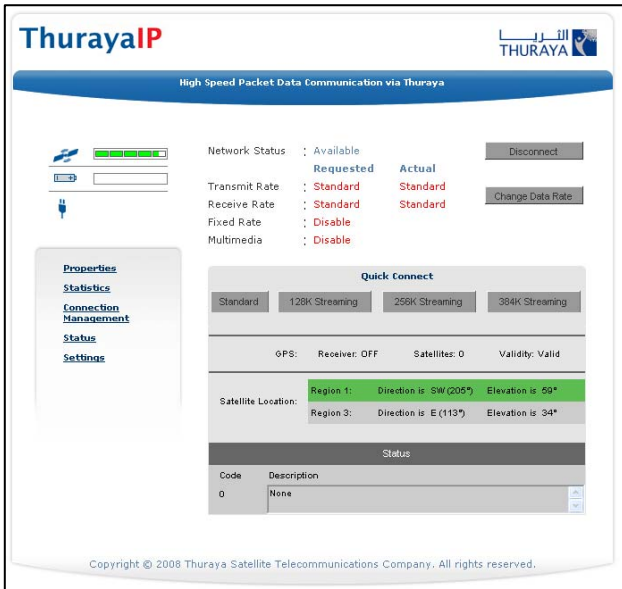 ThurayaIP
الثريا
THURAYA
High Speed Packet Data Communication via Thuraya
Network Status : Available
Disconnect
Requested Actual
Transmit Rate : Standard Standard
Change Data Rate
Receive Rate : Standard Standard
Fixed Rate : Disable
Multimedia : Disable
Properties
Statistics
Connection
Management
Status
Settings
Quick Connect
Standard 128K Streaming 256K Streaming 384K Streaming
GPS: Receiver: OFF Satellites: 0 Validity: Valid
Satellite Location:
Region 1: Direction is SW (205°) Elevation is 59°
Region 3: Direction is E (113°) Elevation is 34°
Status
Code Description
0 None
Copyright © 2008 Thuraya Satellite Telecommunications Company. All rights reserved.